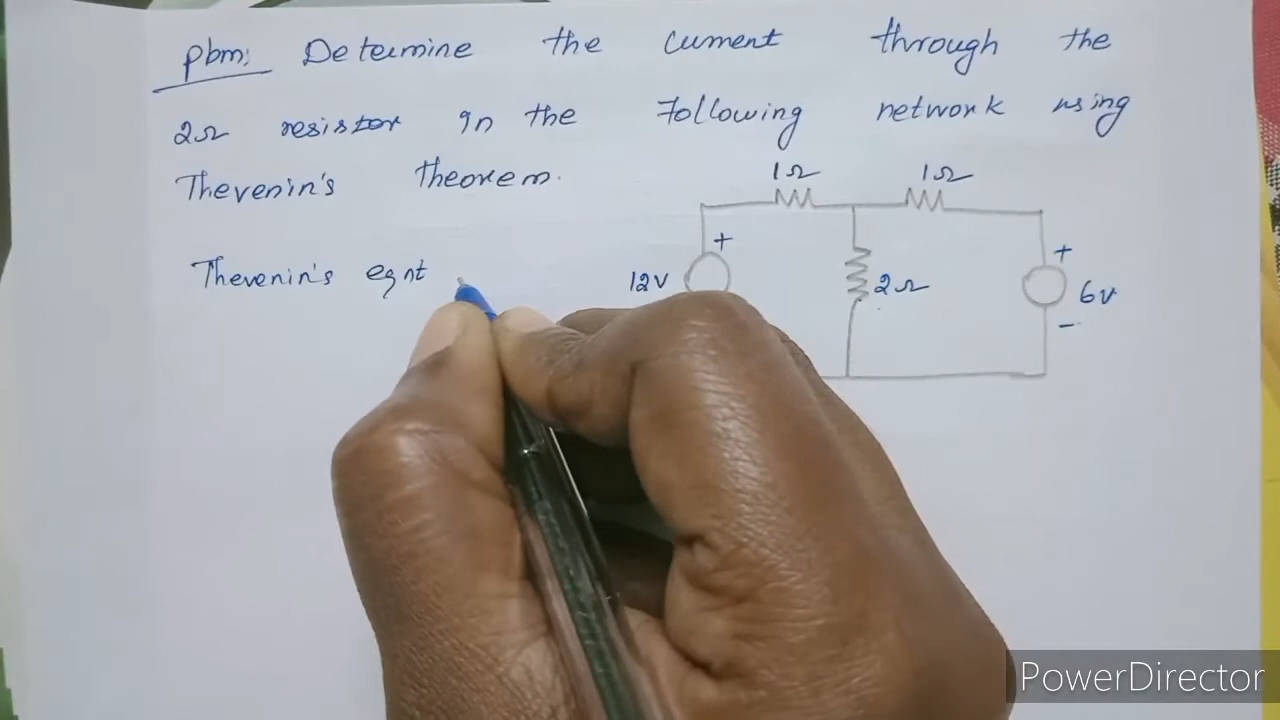 pbm: Determine the current through the
2Ω resistor in the following network using
Thevenin's theorem.
1Ω 1Ω
Thevenin's eqnt
+
+
12V
2Ω
6V
-
PowerDirector